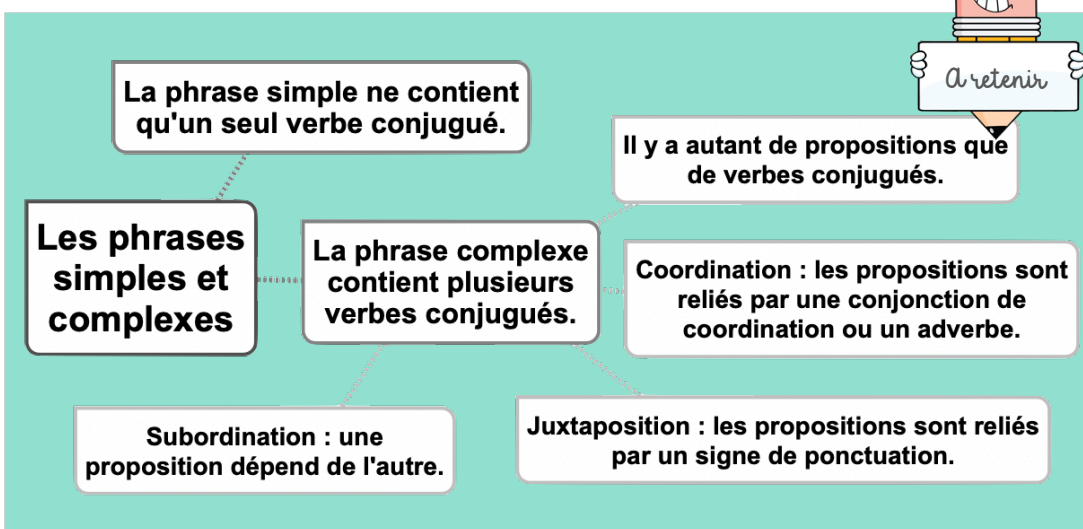 A retenir
La phrase simple ne contient
qu'un seul verbe conjugué.
Il y a autant de propositions que
de verbes conjugués.
Les phrases
simples et
complexes
La phrase complexe
contient plusieurs
verbes conjugués.
Coordination : les propositions sont
reliés par une conjonction de
coordination ou un adverbe.
Subordination : une
proposition dépend de l'autre.
Juxtaposition : les propositions sont reliés
par un signe de ponctuation.